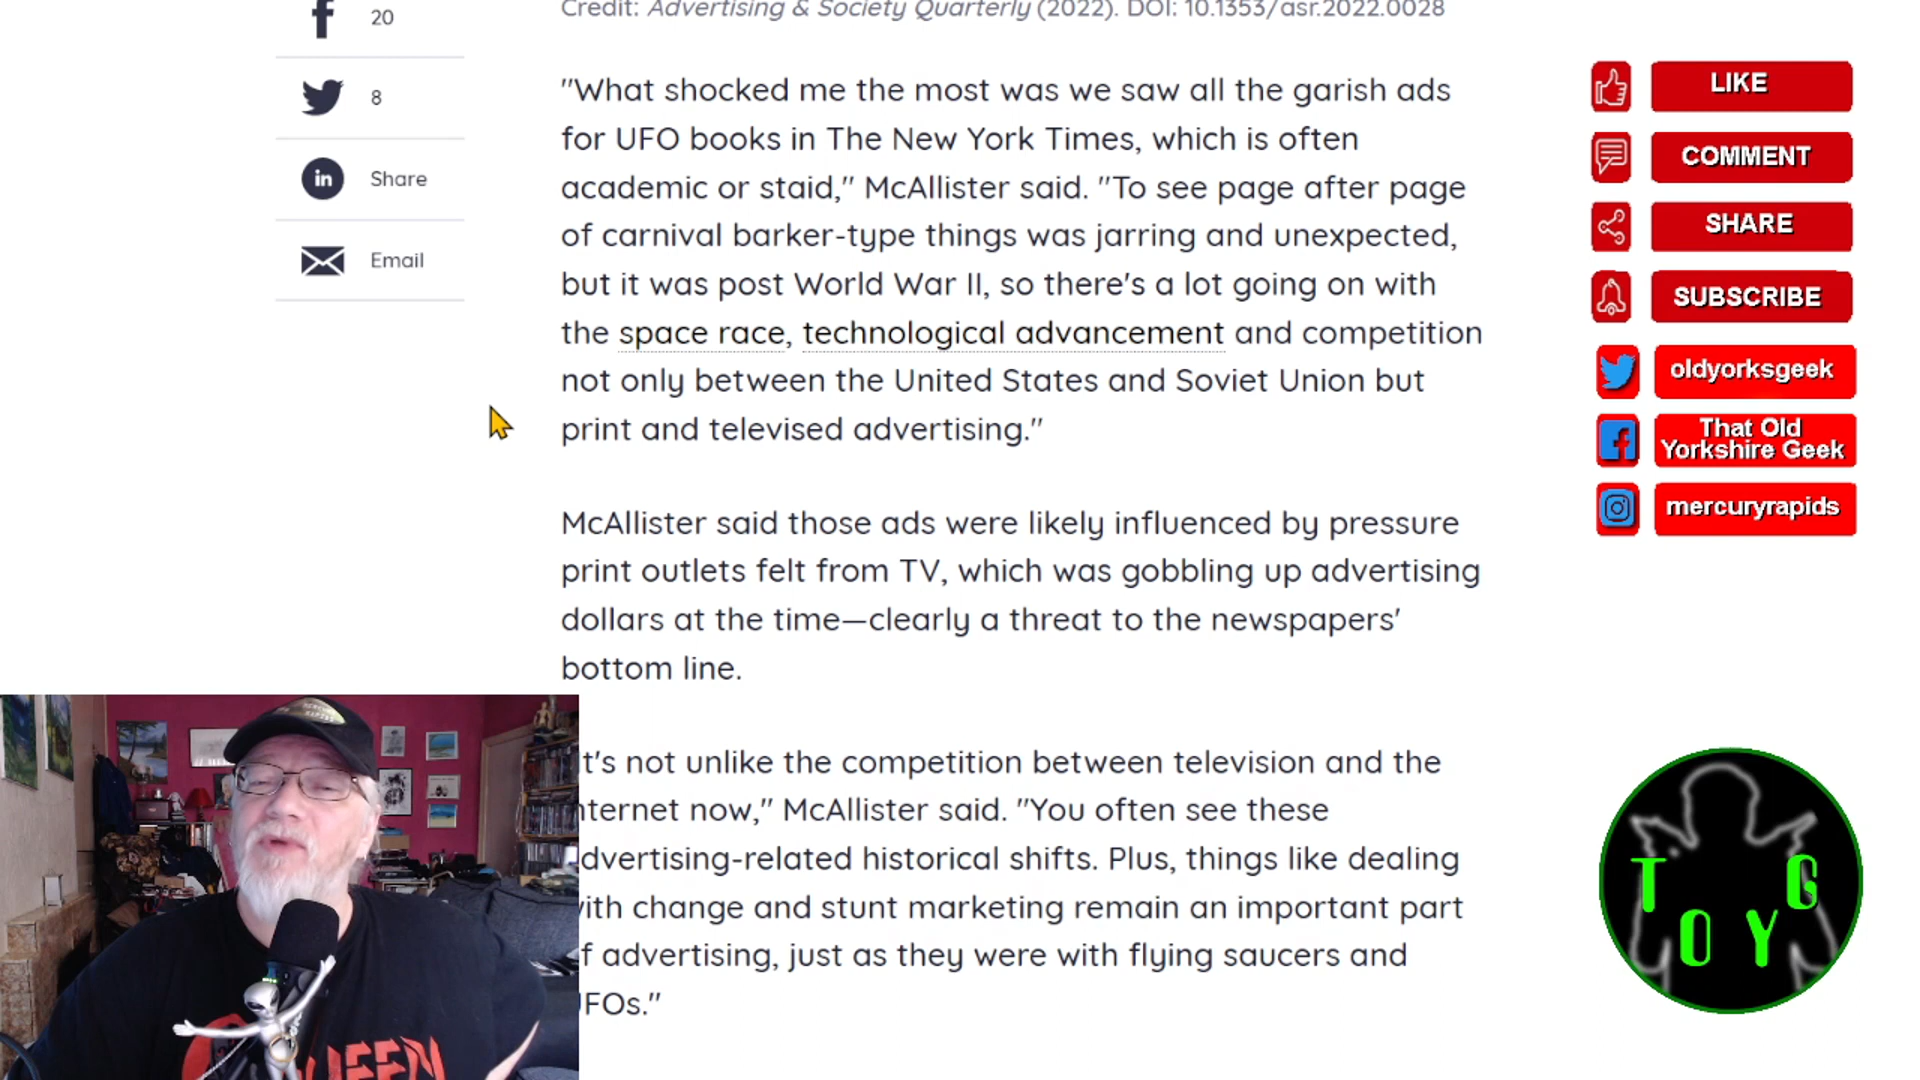 20
8
Share
Email
Credit: Advertising & Society Quarterly (2022). DOI: 10.1353/asr.2022.0028
"What shocked me the most was we saw all the garish ads
for UFO books in The New York Times, which is often
academic or staid," McAllister said. "To see page after page
of carnival barker-type things was jarring and unexpected,
but it was post World War II, so there's a lot going on with
the space race, technological advancement and competition
not only between the United States and Soviet Union but
print and televised advertising."
McAllister said those ads were likely influenced by pressure
print outlets felt from TV, which was gobbling up advertising
dollars at the time—clearly a threat to the newspapers'
bottom line.
t's not unlike the competition between television and the
nternet now," McAllister said. "You often see these
dvertising-related historical shifts. Plus, things like dealing
ith change and stunt marketing remain an important part
f advertising, just as they were with flying saucers and
FOs."
LIKE
COMMENT
SHARE
SUBSCRIBE
oldyorksgeek
That Old
Yorkshire Geek
mercuryrapids
T O Y G
QUEEN